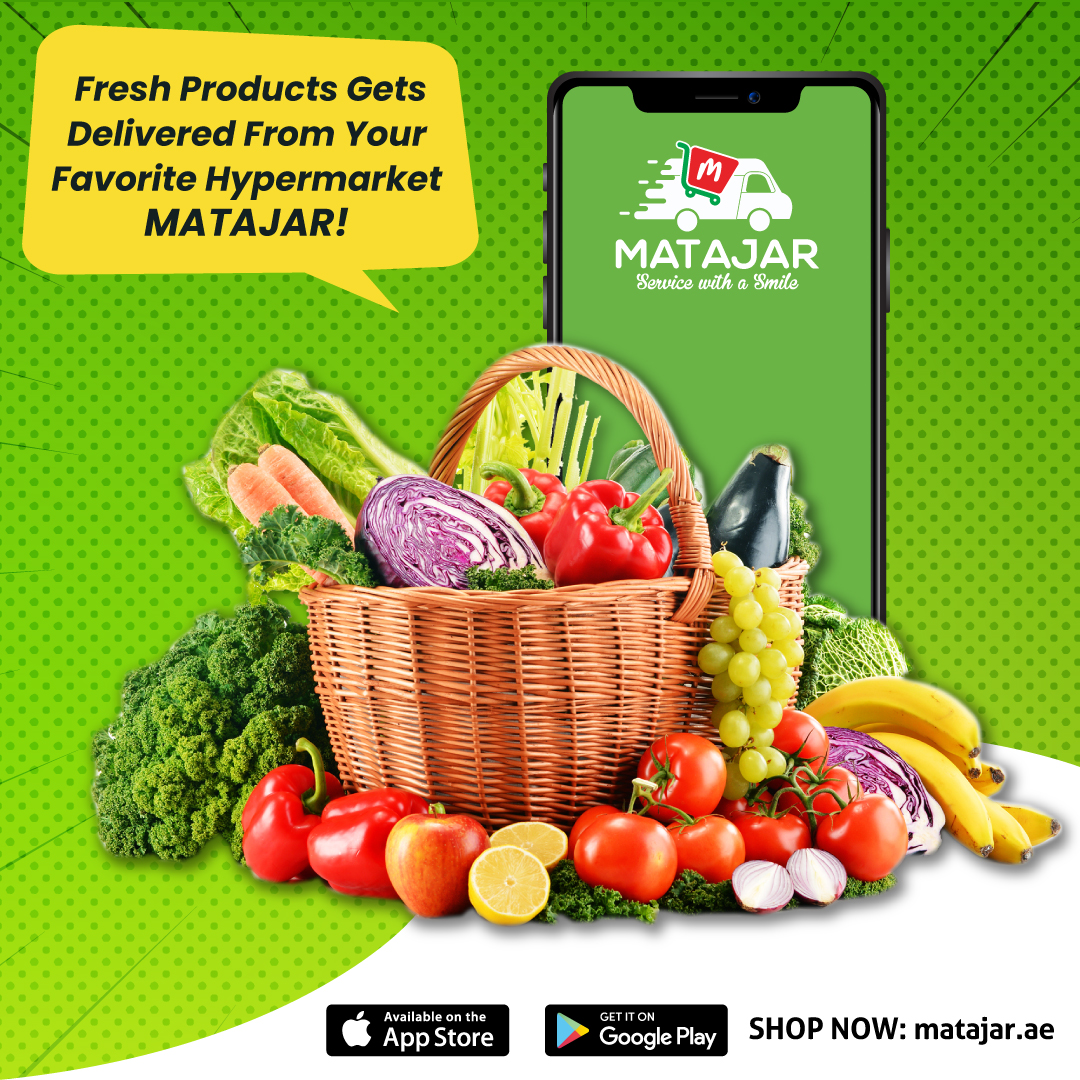 Fresh Products Gets
Delivered From Your
Favorite Hypermarket
MATAJAR!
M
MATAJAR
Service with a Smile
Available on the
App Store
GET IT ON
Google Play
SHOP NOW: matajar.ae